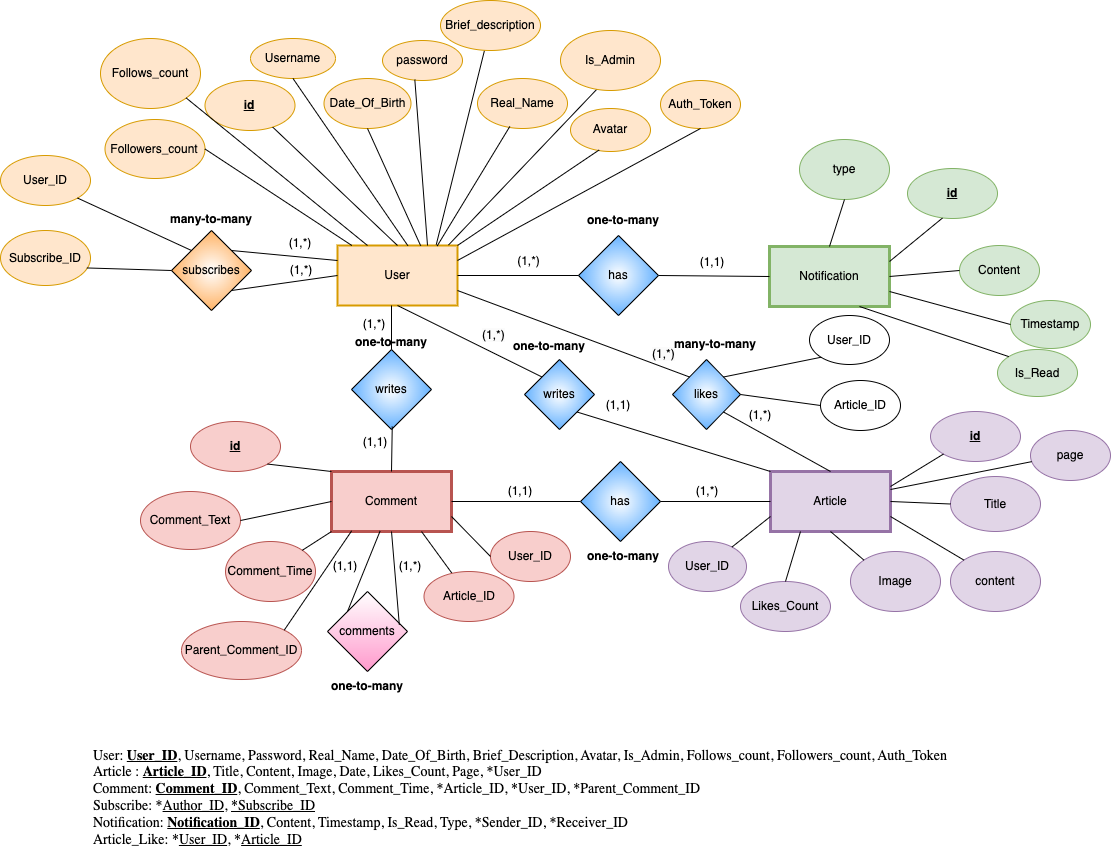 Brief_description
Username
password
Is_Admin
Follows_count
id
Date_Of_Birth
Real_Name
Auth_Token
Avatar
Followers_count
User_ID
type
id
many-to-many
one-to-many
(1,*)
Subscribe_ID
subscribes
(1,*)
User
(1,*)
has
(1,1)
Notification
Content
(1,*)
one-to-many
(1,*)
one-to-many
(1,*)
many-to-many
User_ID
Timestamp
Is_Read
writes
writes
(1,1)
likes
Article_ID
(1,*)
id
(1,1)
id
page
Comment_Text
Comment
(1,1)
has
(1,*)
Article
Title
one-to-many
Comment_Time
(1,1)
(1,*)
User_ID
Article_ID
User_ID
Likes_Count
Image
content
Parent_Comment_ID
comments
one-to-many
User: User_ID, Username, Password, Real_Name, Date_Of_Birth, Brief_Description, Avatar, Is_Admin, Follows_count, Followers_count, Auth_Token
Article : Article_ID, Title, Content, Image, Date, Likes_Count, Page, *User_ID
Comment: Comment_ID, Comment_Text, Comment_Time, *Article_ID, *User_ID, *Parent_Comment_ID
Subscribe: *Author_ID, *Subscribe_ID
Notification: Notification_ID, Content, Timestamp, Is_Read, Type, *Sender_ID, *Receiver_ID
Article_Like: *User_ID, *Article_ID